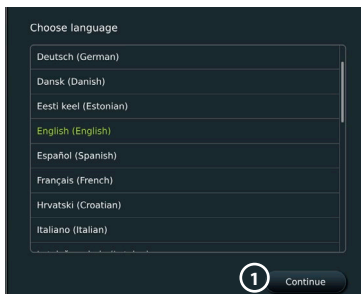 Choose language
Deutsch (German)
Dansk (Danish)
Eesti keel (Estonian)
English (English)
Español (Spanish)
Français (French)
Hrvatski (Croatian)
Italiano (Italian)
1 Continue